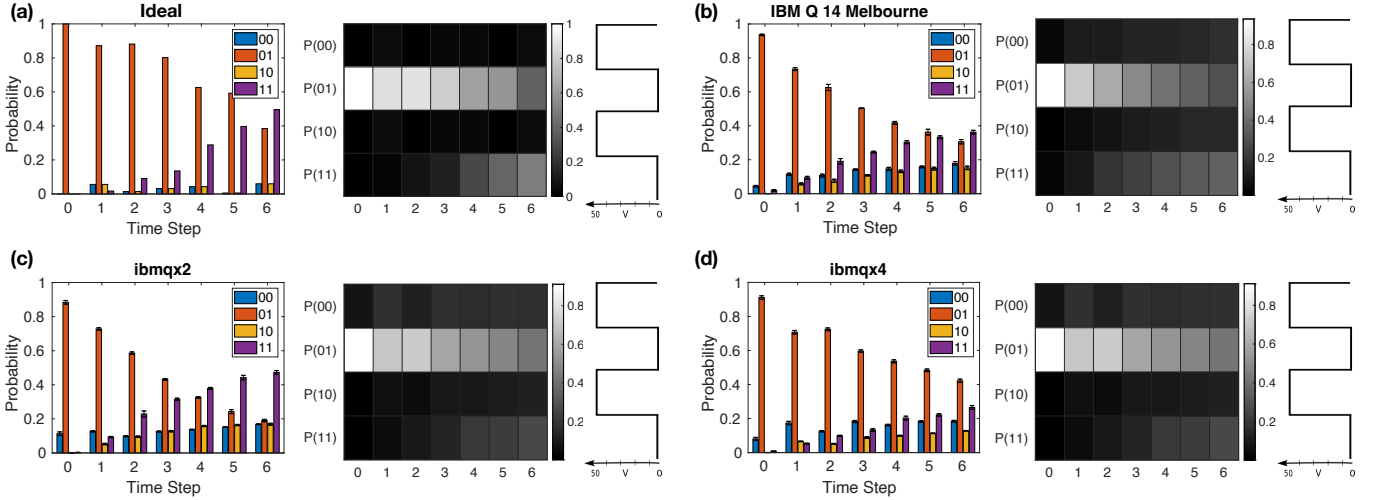 (a)
Ideal
Probability
1
0.8
0.6
0.4
0.2
0
00
01
10
11
0 1 2 3 4 5 6
Time Step
P(00)
P(01)
P(10)
P(11)
0 1 2 3 4 5 6
1
0.8
0.6
0.4
0.2
0
50 V 0
(b)
IBM Q 14 Melbourne
Probability
1
0.8
0.6
0.4
0.2
0
00
01
10
11
0 1 2 3 4 5 6
Time Step
P(00)
P(01)
P(10)
P(11)
0 1 2 3 4 5 6
0.8
0.6
0.4
0.2
50 V 0
(c)
ibmqx2
Probability
1
0.8
0.6
0.4
0.2
0
00
01
10
11
0 1 2 3 4 5 6
Time Step
P(00)
P(01)
P(10)
P(11)
0 1 2 3 4 5 6
0.8
0.6
0.4
0.2
50 V 0
(d)
ibmqx4
Probability
1
0.8
0.6
0.4
0.2
0
00
01
10
11
0 1 2 3 4 5 6
Time Step
P(00)
P(01)
P(10)
P(11)
0 1 2 3 4 5 6
0.8
0.6
0.4
0.2
50 V 0